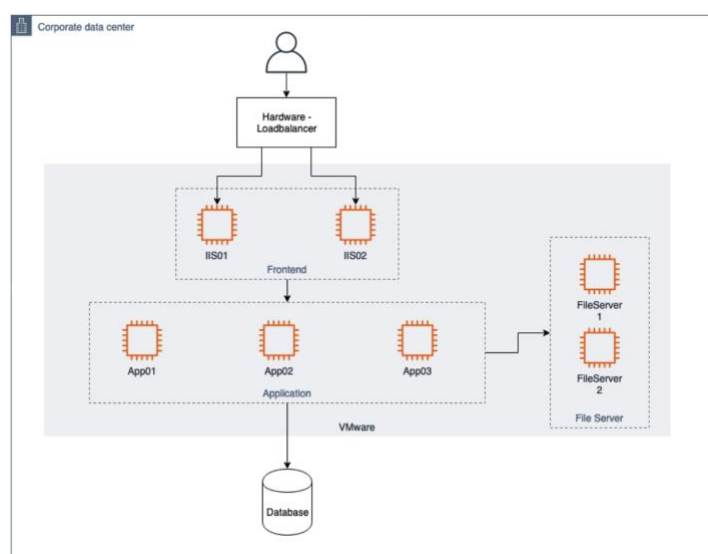 Corporate data center
Hardware -
Loadbalancer
IIS01
IIS02
Frontend
FileServer
1
App01
App02
App03
FileServer
2
Application
File Server
VMware
Database